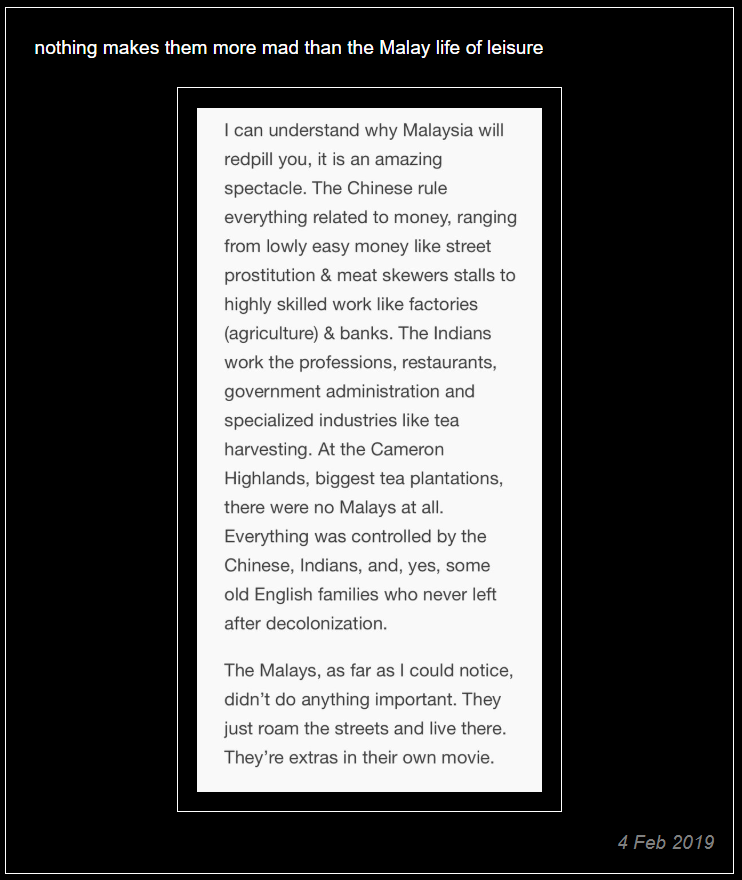 nothing makes them more mad than the Malay life of leisure
I can understand why Malaysia will
redpill you, it is an amazing
spectacle. The Chinese rule
everything related to money, ranging
from lowly easy money like street
prostitution & meat skewers stalls to
highly skilled work like factories
(agriculture) & banks. The Indians
work the professions, restaurants,
government administration and
specialized industries like tea
harvesting. At the Cameron
Highlands, biggest tea plantations,
there were no Malays at all.
Everything was controlled by the
Chinese, Indians, and, yes, some
old English families who never left
after decolonization.
The Malays, as far as I could notice,
didn’t do anything important. They
just roam the streets and live there.
They’re extras in their own movie.
4 Feb 2019